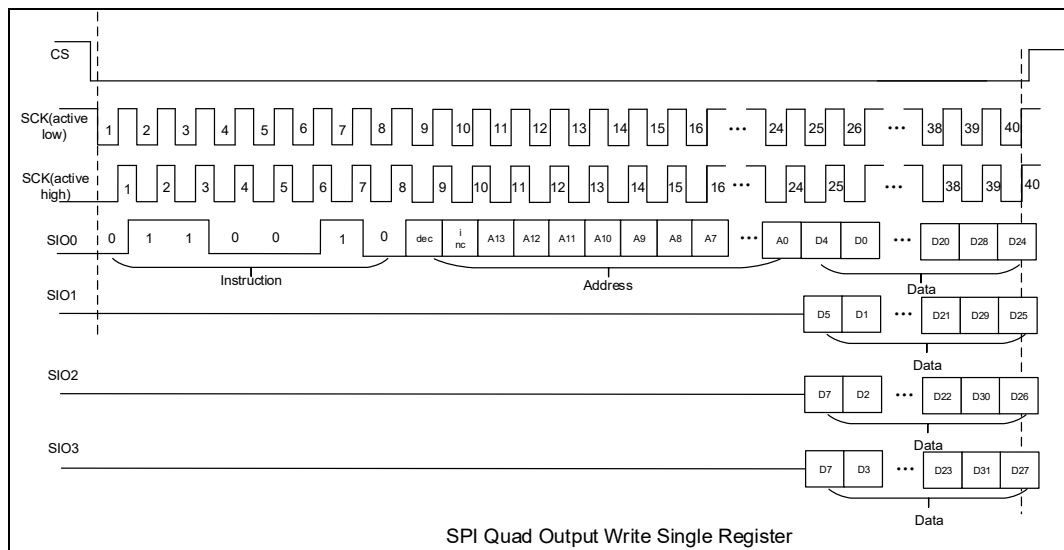 CS
SCK(active low) 1 2 3 4 5 6 7 8 9 10 11 12 13 14 15 16 ••• 24 25 26 ••• 38 39 40
SCK(active high) 1 2 3 4 5 6 7 8 9 10 11 12 13 14 15 16 ••• 24 25 ••• 38 39 40
SIO0 0 1 1 0 0 1 0 dec inc A13 A12 A11 A10 A9 A8 A7 ••• A0 D4 D0 ••• D20 D28 D24
Instruction Address Data
SIO1 D5 D1 ••• D21 D29 D25
Data
SIO2 D7 D2 ••• D22 D30 D26
Data
SIO3 D7 D3 ••• D23 D31 D27
Data
SPI Quad Output Write Single Register